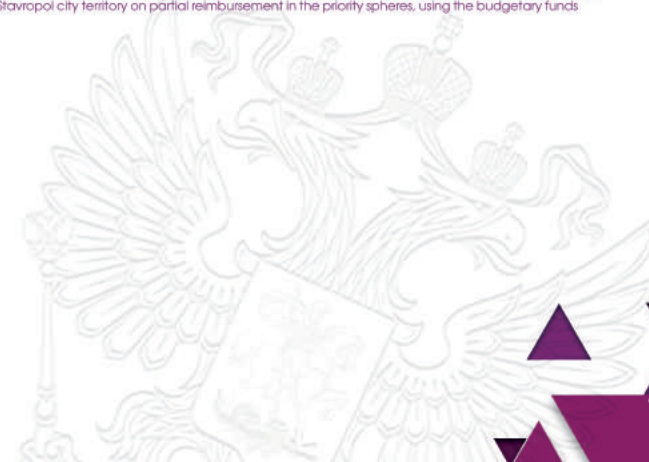 Stavropol city territory on partial reimbursement in the priority spheres, using the budgetary funds